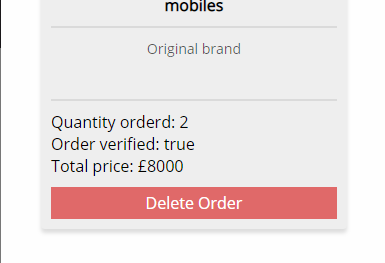 mobiles
Original brand
Quantity orderd: 2
Order verified: true
Total price: £8000
Delete Order